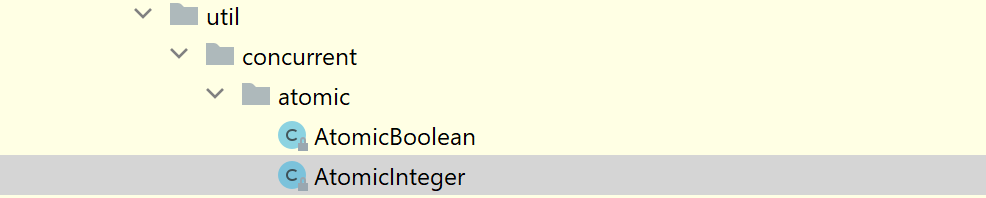 util
concurrent
atomic
C AtomicBoolean
C AtomicInteger